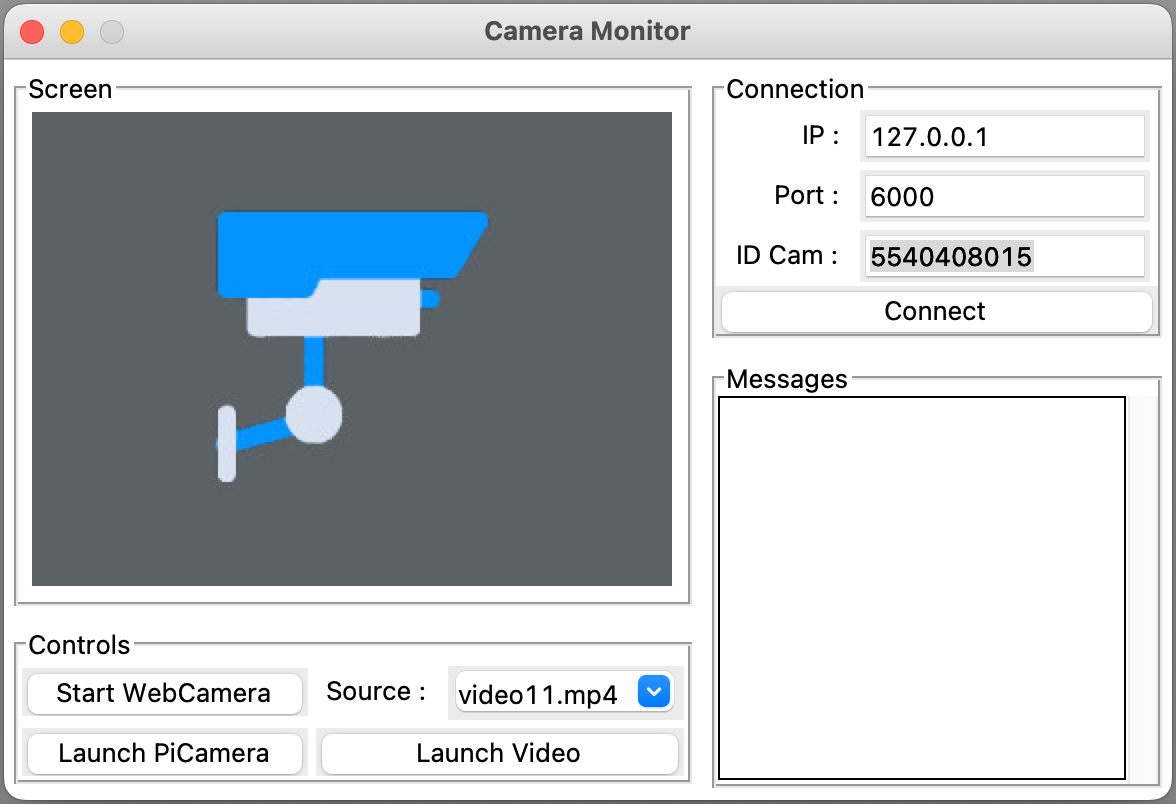 Camera Monitor
Screen
Connection
IP :
127.0.0.1
Port :
6000
ID Cam :
5540408015
Connect
Messages
Controls
Start WebCamera
Source :
video11.mp4
Launch PiCamera
Launch Video